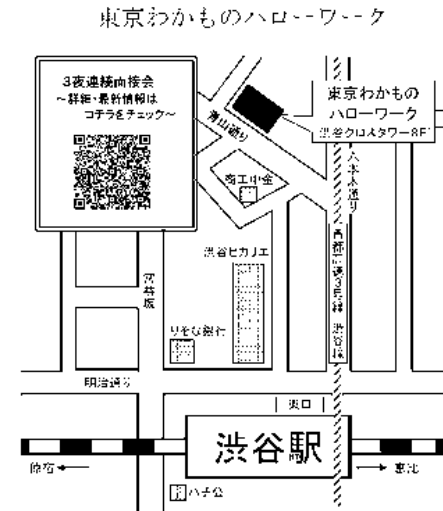 東京わかものハローワーク
3夜連続面接会
～詳細・最新情報は
コチラをチェック～
東京わかもの
ハローワーク
渋谷クロスタワー8F
青山通り
六本木通り
商工中金
渋谷ヒカリエ
首都高速3号線 渋谷線
宮益坂
りそな銀行
明治通り
東口
渋谷駅
原宿←
→恵比
ハチ公